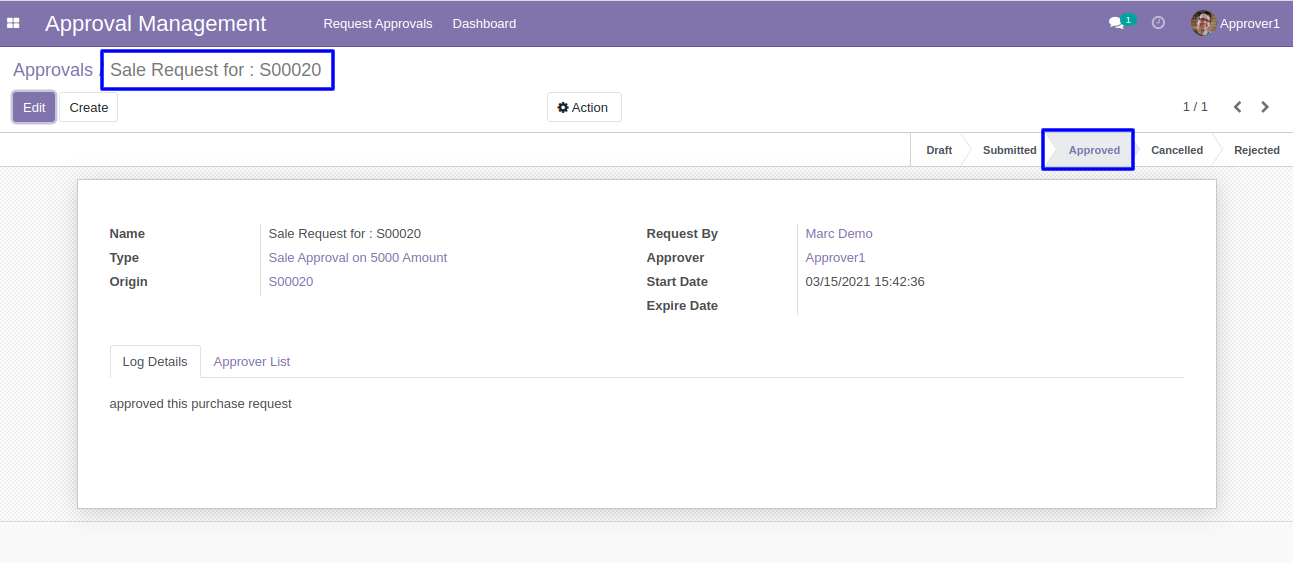 Approval Management Request Approvals Dashboard 1 Approver1
Approvals / Sale Request for : S00020
Edit Create Action 1 / 1
Draft Submitted Approved Cancelled Rejected
Name Sale Request for : S00020 Request By Marc Demo
Type Sale Approval on 5000 Amount Approver Approver1
Origin S00020 Start Date 03/15/2021 15:42:36
Expire Date
Log Details Approver List
approved this purchase request